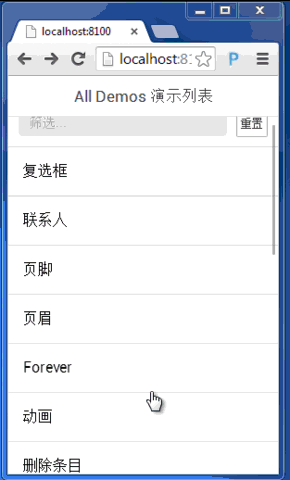 localhost:8100
localhost:81
All Demos 演示列表
筛选...
重置
复选框
联系人
页脚
页眉
Forever
动画
删除条目